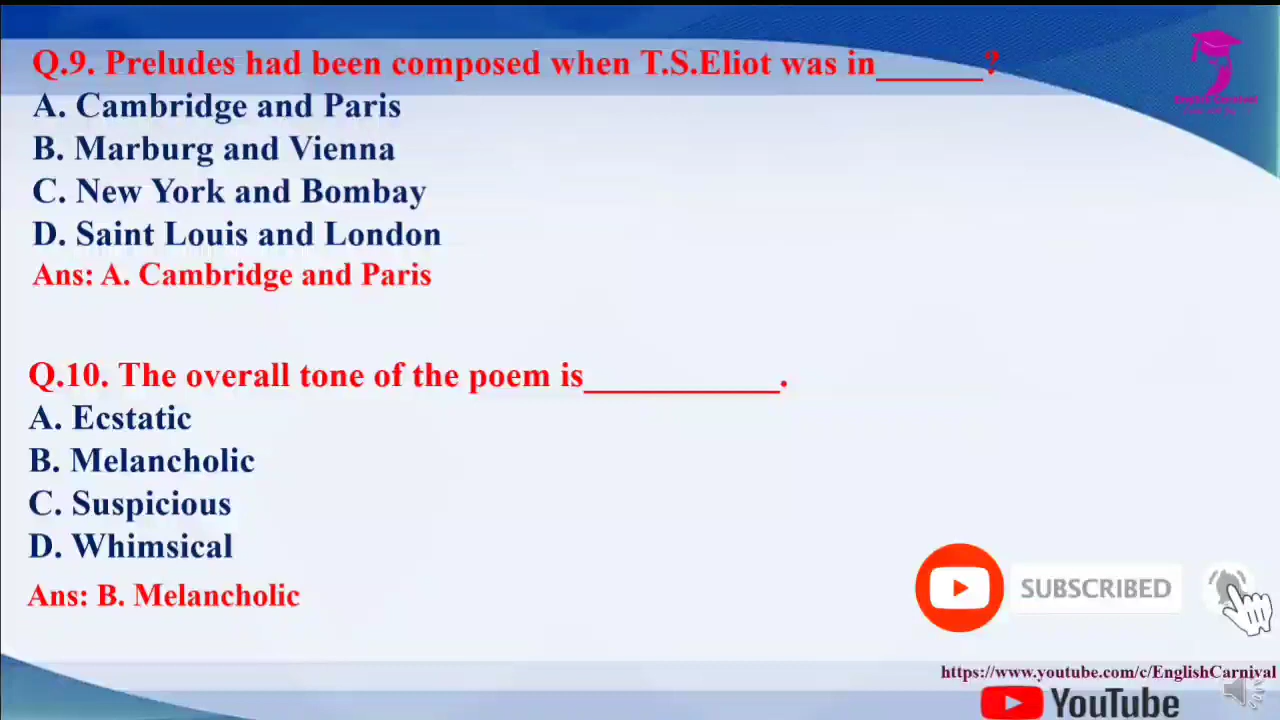 Q.9. Preludes had been composed when T.S.Eliot was in______?
A. Cambridge and Paris
B. Marburg and Vienna
C. New York and Bombay
D. Saint Louis and London
Ans: A. Cambridge and Paris
Q.10. The overall tone of the poem is___________.
A. Ecstatic
B. Melancholic
C. Suspicious
D. Whimsical
Ans: B. Melancholic
English Carnival
SUBSCRIBED
https://www.youtube.com/c/EnglishCarnival
YouTube